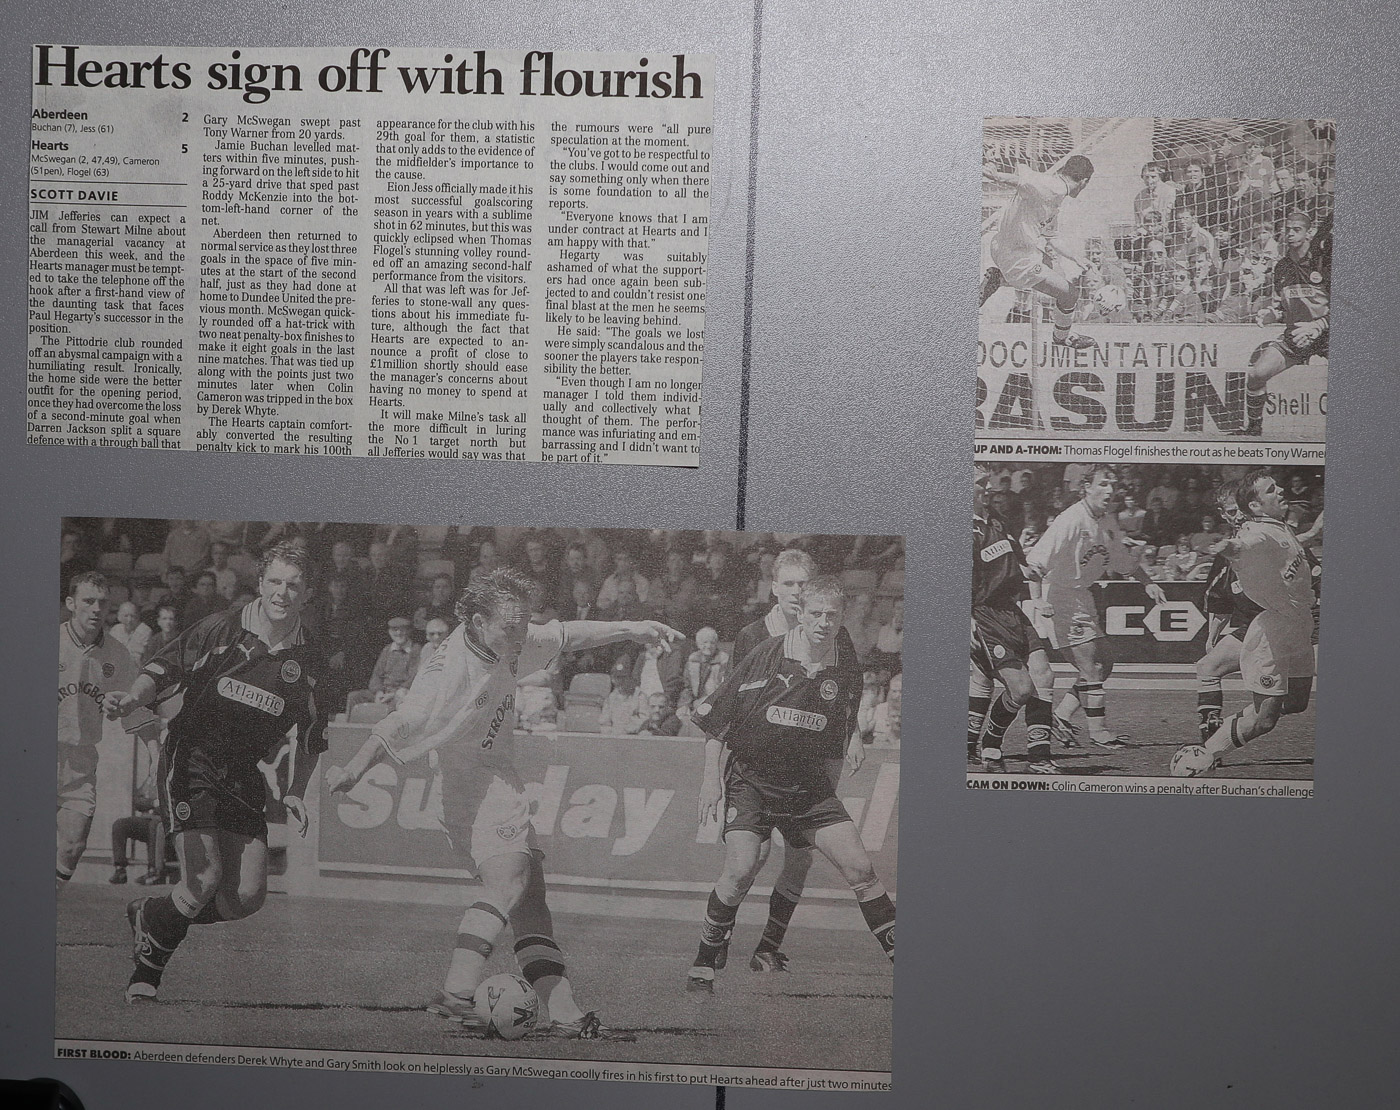 Hearts sign off with flourish
Aberdeen 2
Buchan (7), Jess (61)
Hearts 5
McSwegan (2, 47,49), Cameron
(51pen), Flogel (63)
SCOTT DAVIE
JIM Jefferies can expect a
call from Stewart Milne about
the managerial vacancy at
Aberdeen this week, and the
Hearts manager must be tempt-
ed to take the telephone off the
hook after a first-hand view of
the daunting task that faces
Paul Hegarty's successor in the
position.
The Pittodrie club rounded
off an abysmal campaign with a
humiliating result. Ironically,
the home side were the better
outfit for the opening period,
once they had overcome the loss
of a second-minute goal when
Darren Jackson split a square
defence with a through ball that
Gary McSwegan swept past
Tony Warner from 20 yards.
Jamie Buchan levelled mat-
ters within five minutes, push-
ing forward on the left side to hit
a 25-yard drive that sped past
Roddy McKenzie into the bot-
tom-left-hand corner of the
net.
Aberdeen then returned to
normal service as they lost three
goals in the space of five min-
utes at the start of the second
half, just as they had done at
home to Dundee United the pre-
vious month. McSwegan quick-
ly rounded off a hat-trick with
two neat penalty-box finishes to
make it eight goals in the last
nine matches. That was tied up
along with the points just two
minutes later when Colin
Cameron was tripped in the box
by Derek Whyte.
The Hearts captain comfort-
ably converted the resulting
penalty kick to mark his 100th
appearance for the club with his
29th goal for them, a statistic
that only adds to the evidence of
the midfielder's importance to
the cause.
Eion Jess officially made it his
most successful goalscoring
season in years with a sublime
shot in 62 minutes, but this was
quickly eclipsed when Thomas
Flogel's stunning volley round-
ed off an amazing second-half
performance from the visitors.
All that was left was for Jef-
feries to stone-wall any ques-
tions about his immediate fu-
ture, although the fact that
Hearts are expected to an-
nounce a profit of close to
£1million shortly should ease
the manager's concerns about
having no money to spend at
Hearts.
It will make Milne's task all
the more difficult in luring
the No 1 target north but
all Jefferies would say was that
the rumours were "all pure
speculation at the moment.
"You've got to be respectful to
the clubs. I would come out and
say something only when there
is some foundation to all the
reports.
"Everyone knows that I am
under contract at Hearts and I
am happy with that."
Hegarty was suitably
ashamed of what the support-
ers had once again been sub-
jected to and couldn't resist one
final blast at the men he seems
likely to be leaving behind.
He said: "The goals we lost
were simply scandalous and the
sooner the players take respon-
sibility the better.
"Even though I am no longer
manager I told them individ-
ually and collectively what I
thought of them. The perfor-
mance was infuriating and em-
barrassing and I didn't want to
be part of it."
DOCUMENTATION
RASUN
Shell
UP AND A-THOM: Thomas Flogel finishes the rout as he beats Tony Warner
Atlantic
STRO
CE
CAM ON DOWN: Colin Cameron wins a penalty after Buchan's challenge
STRONGBO
Atlantic
STRO
Atlantic
Sunday
FIRST BLOOD: Aberdeen defenders Derek Whyte and Gary Smith look on helplessly as Gary McSwegan coolly fires in his first to put Hearts ahead after just two minutes